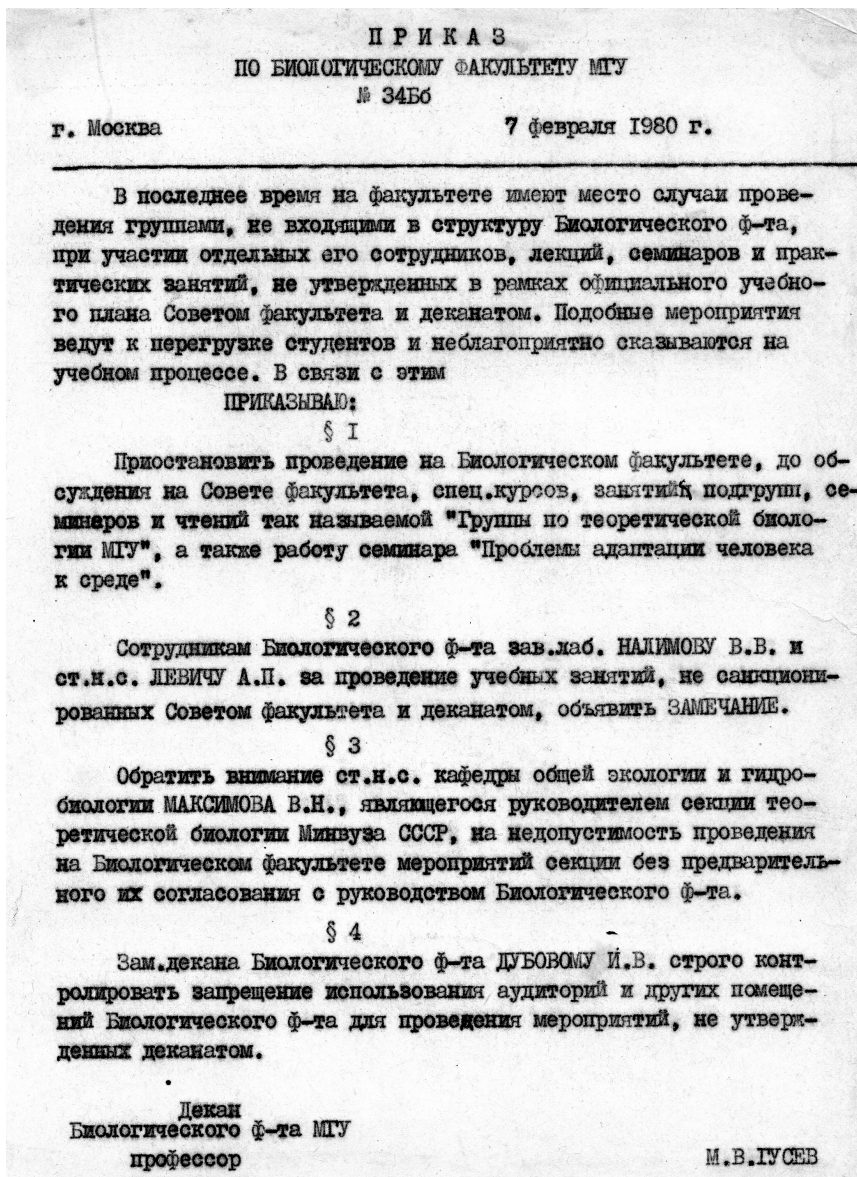 ПРИКАЗ
ПО БИОЛОГИЧЕСКОМУ ФАКУЛЬТЕТУ МГУ
№ 34Бб
г. Москва 7 февраля 1980 г.
В последнее время на факультете имеют место случаи прове-
дения группами, не входящими в структуру Биологического ф-та,
при участии отдельных его сотрудников, лекций, семинаров и прак-
тических занятий, не утвержденных в рамках официального учебно-
го плана Советом факультета и деканатом. Подобные мероприятия
ведут к перегрузке студентов и неблагоприятно сказываются на
учебном процессе. В связи с этим
ПРИКАЗЫВАЮ:
§ I
Приостановить проведение на Биологическом факультете, до об-
суждения на Совете факультета, спец.курсов, занятий подгрупп, се-
минаров и чтений так называемой "Группы по теоретической биоло-
гии МГУ", а также работу семинара "Проблемы адаптации человека
к среде".
§ 2
Сотрудникам Биологического ф-та зав.лаб. НАЛИМОВУ В.В. и
ст.н.с. ЛЕВИЧУ А.П. за проведение учебных занятий, не санкциони-
рованных Советом факультета и деканатом, объявить ЗАМЕЧАНИЕ.
§ 3
Обратить внимание ст.н.с. кафедры общей экологии и гидро-
биологии МАКСИМОВА В.Н., являющегося руководителем секции тео-
ретической биологии Минвуза СССР, на недопустимость проведения
на Биологическом факультете мероприятий секции без предваритель-
ного их согласования с руководством Биологического ф-та.
§ 4
Зам.декана Биологического ф-та ДУБОВОМУ Й.В. строго конт-
ролировать запрещение использования аудиторий и других помеще-
ний Биологического ф-та для проведения мероприятий, не утверж-
денных деканатом.
Декан
Биологического ф-та МГУ
профессор М.В.ГУСЕВ